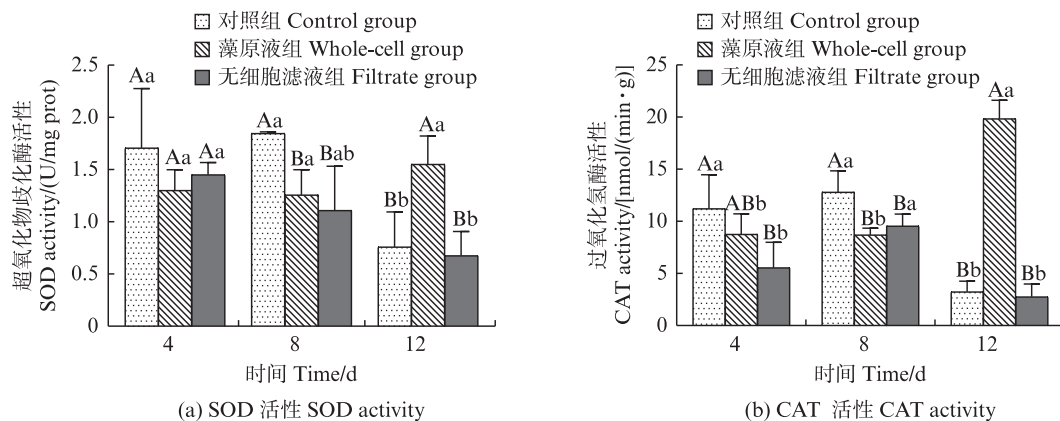 对照组 Control group
藻原液组 Whole-cell group
无细胞滤液组 Filtrate group
超氧化物歧化酶活性
SOD activity/(U/mg prot)
2.5
2.0
1.5
1.0
0.5
0
Aa
Aa
Aa
Aa
Ba
Bab
Bb
Aa
Bb
4
8
12
时间 Time/d
(a) SOD 活性 SOD activity
对照组 Control group
藻原液组 Whole-cell group
无细胞滤液组 Filtrate group
过氧化氢酶活性
CAT activity/[nmol/(min·g)]
25
20
15
10
5
0
Aa
ABb
Bb
Aa
Bb
Ba
Bb
Aa
Bb
4
8
12
时间 Time/d
(b) CAT 活性 CAT activity